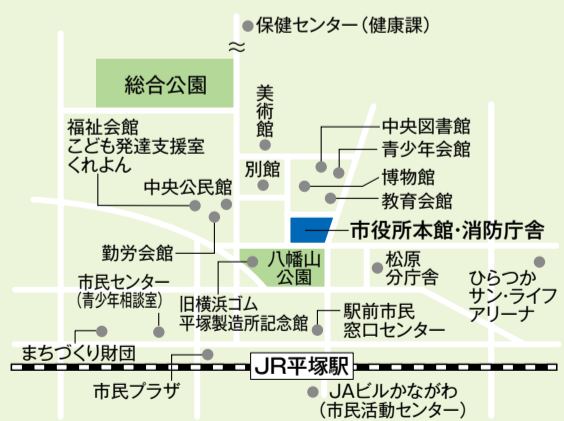 保健センター(健康課)
総合公園
美術館
福祉会館
こども発達支援室
くれよん
中央図書館
青少年会館
別館
博物館
中央公民館
教育会館
市役所本館・消防庁舎
勤労会館
八幡山
公園
松原
分庁舎
ひらつか
サン・ライフ
アリーナ
市民センター
(青少年相談室)
旧横浜ゴム
平塚製造所記念館
駅前市民
窓口センター
まちづくり財団
JR平塚駅
市民プラザ
JAビルかながわ
(市民活動センター)